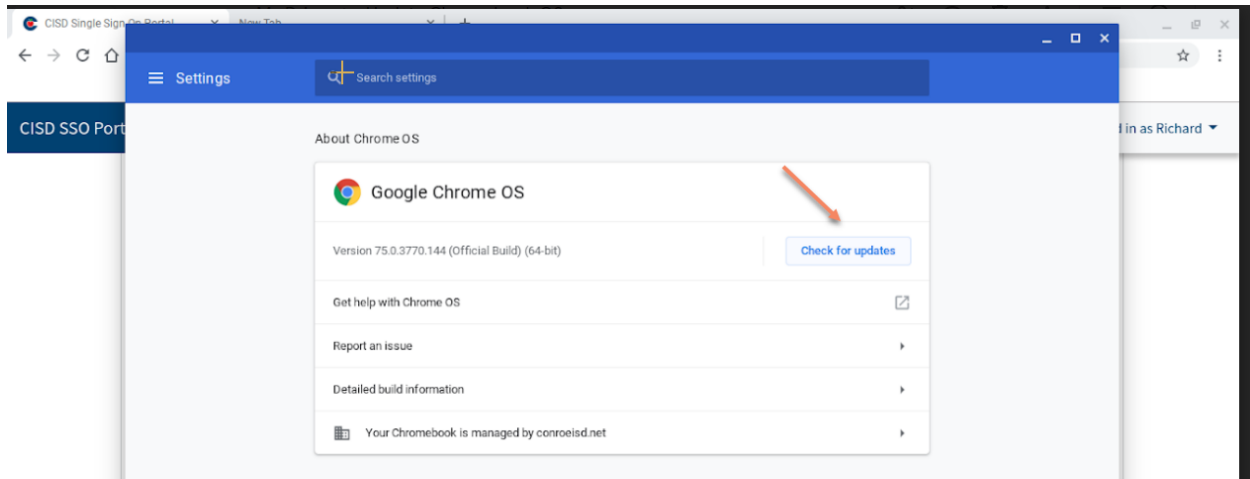 CISD Single Sign On Portal
New Tab
Settings
Search settings
CISD SSO Port
d in as Richard
About Chrome OS
Google Chrome OS
Version 75.0.3770.144 (Official Build) (64-bit)
Check for updates
Get help with Chrome OS
Report an issue
Detailed build information
Your Chromebook is managed by conroeisd.net